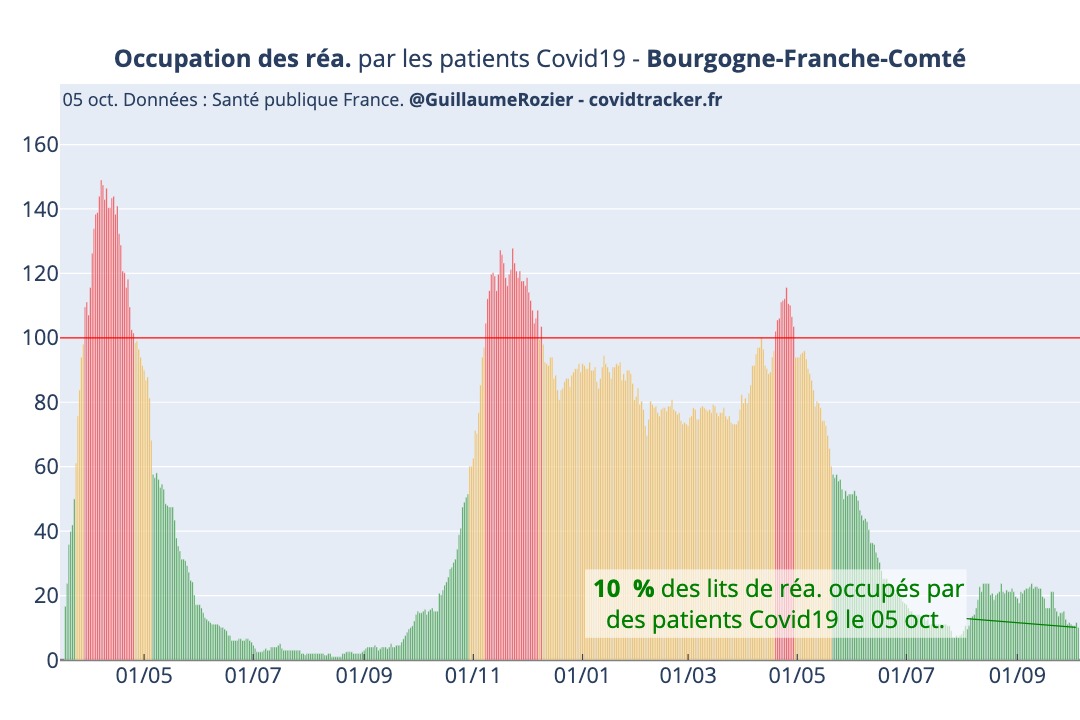 Occupation des réa. par les patients Covid19 - Bourgogne-Franche-Comté
05 oct. Données : Santé publique France. @GuillaumeRozier - covidtracker.fr
160
140
120
100
80
60
40
20
0
10 % des lits de réa. occupés par
des patients Covid19 le 05 oct.
01/05 01/07 01/09 01/11 01/01 01/03 01/05 01/07 01/09